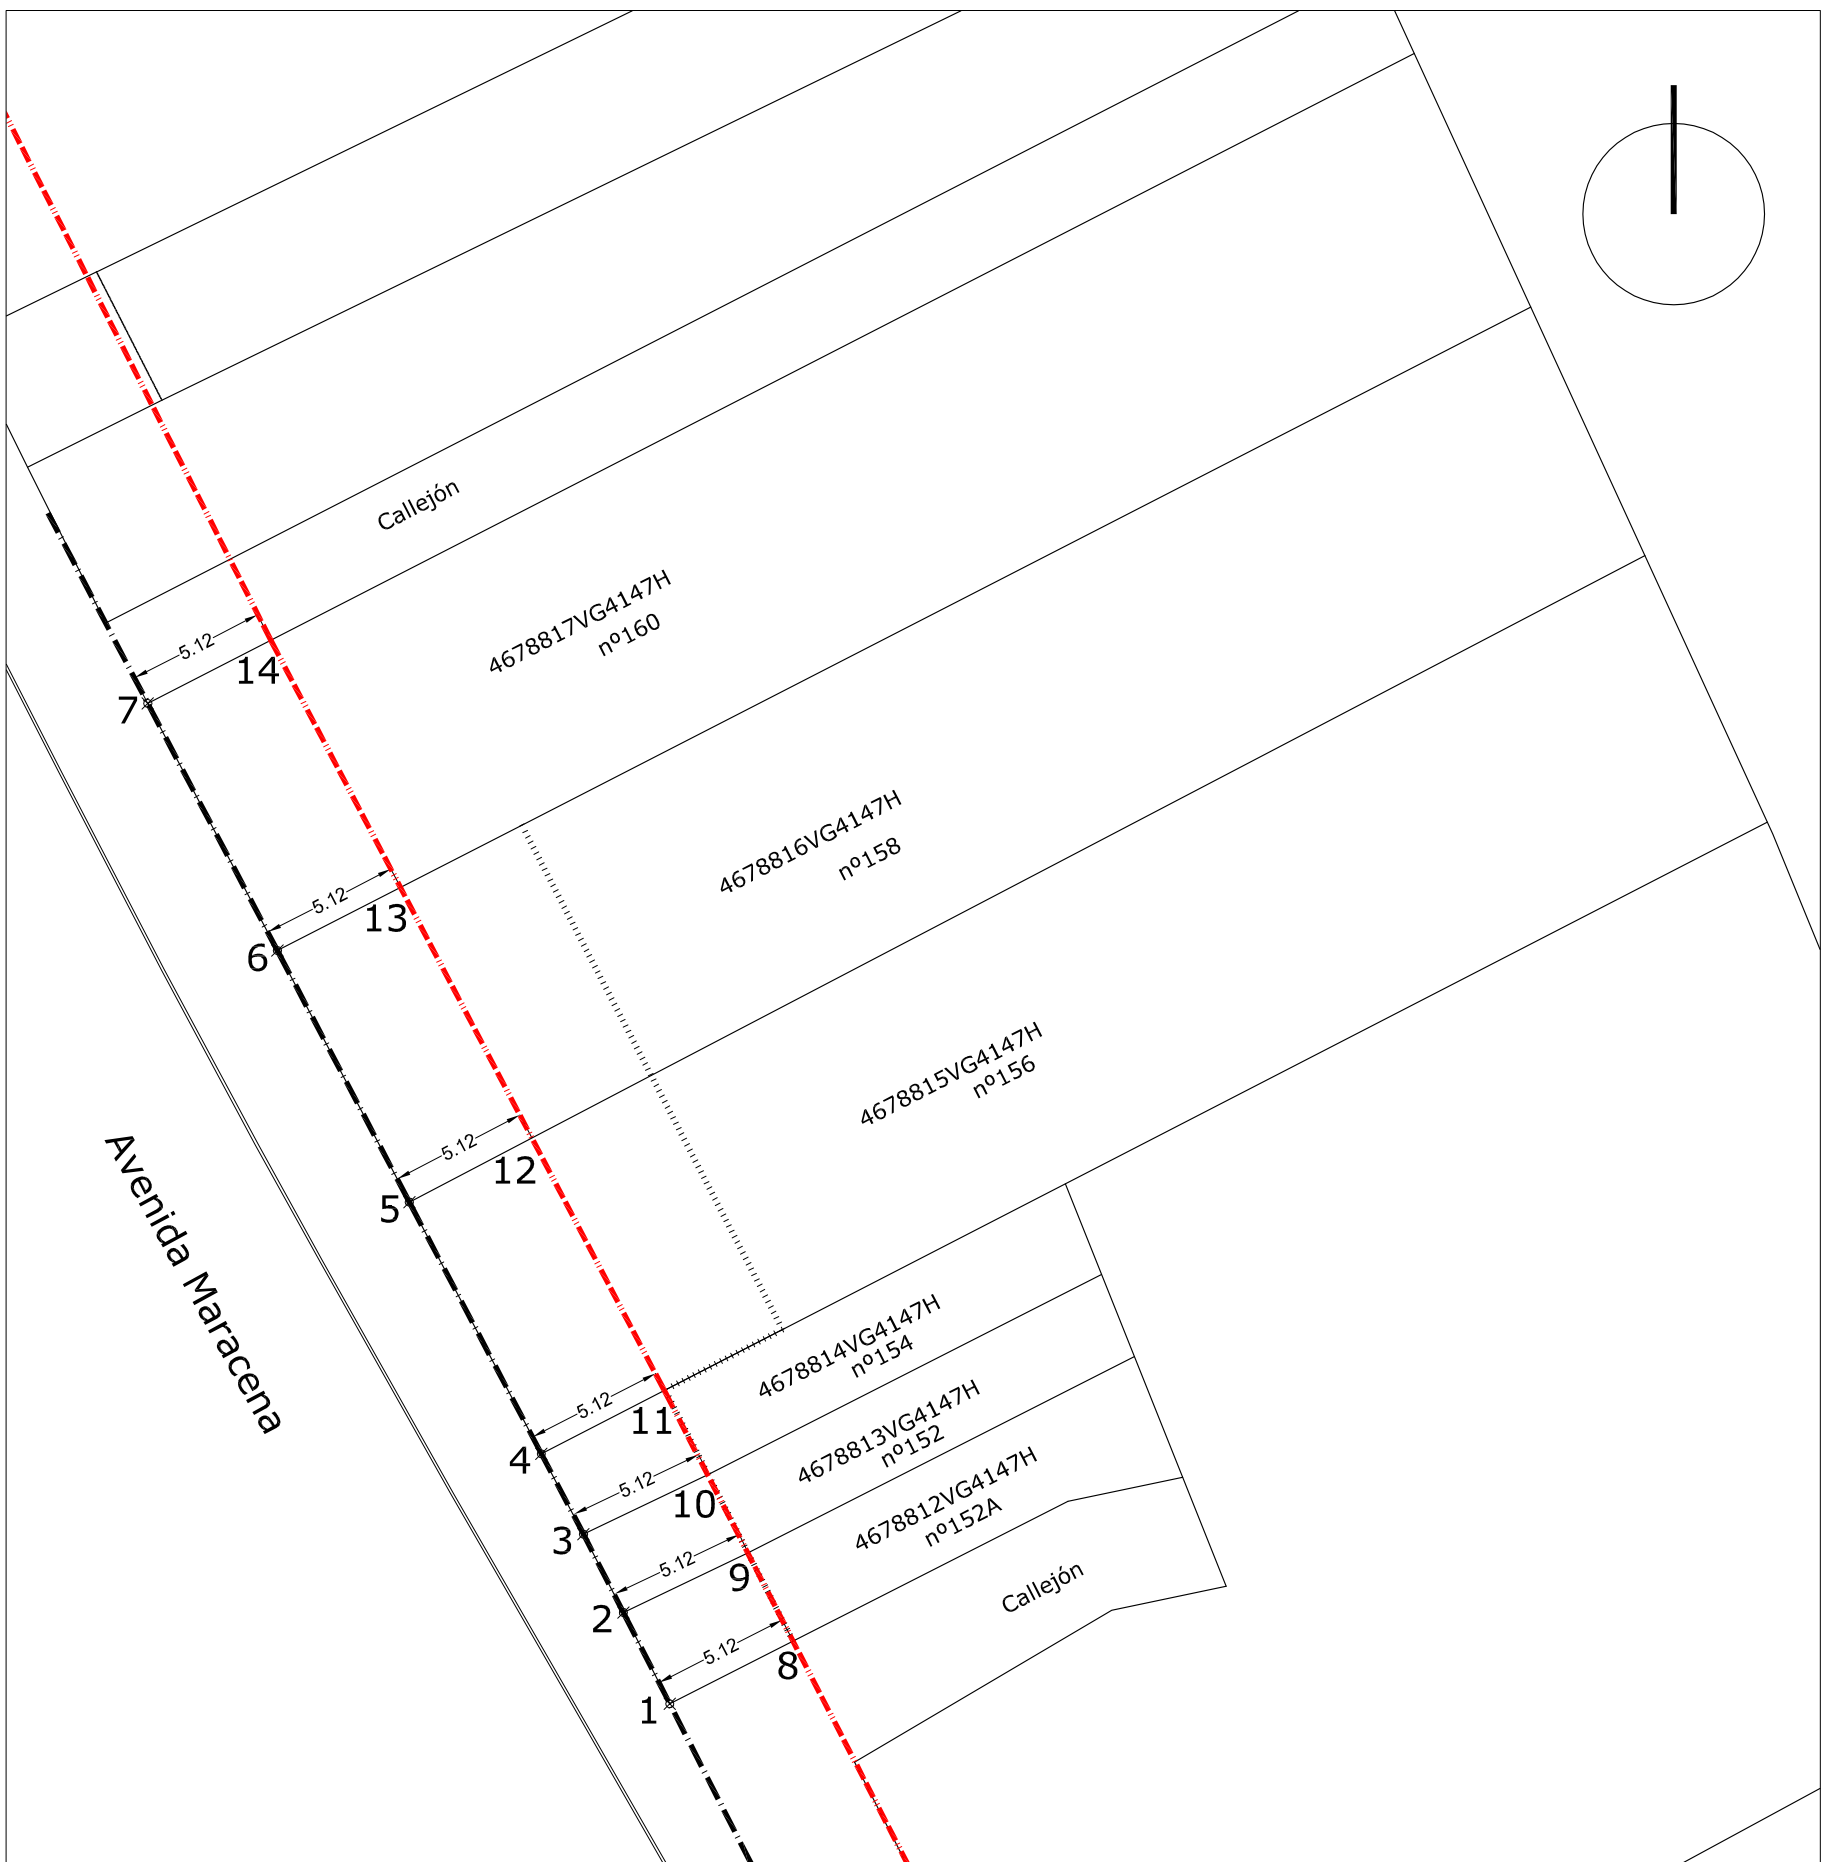 Callejón
4678817VG4147H
nº160
5.12
14
7
4678816VG4147H
nº158
5.12
13
6
4678815VG4147H
nº156
5.12
12
5
Avenida Maracena
4678814VG4147H
nº154
5.12
11
4
4678813VG4147H
nº152
5.12
10
3
4678812VG4147H
nº152A
5.12
9
2
Callejón
5.12
8
1